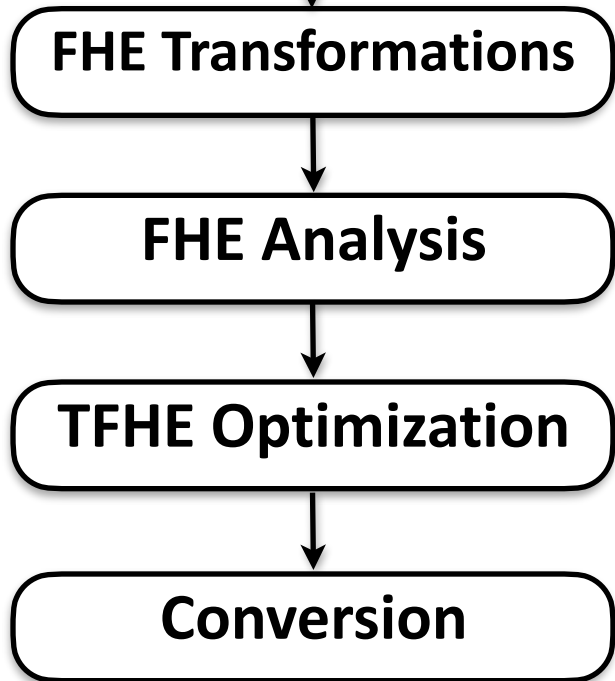 FHE Transformations
FHE Analysis
TFHE Optimization
Conversion